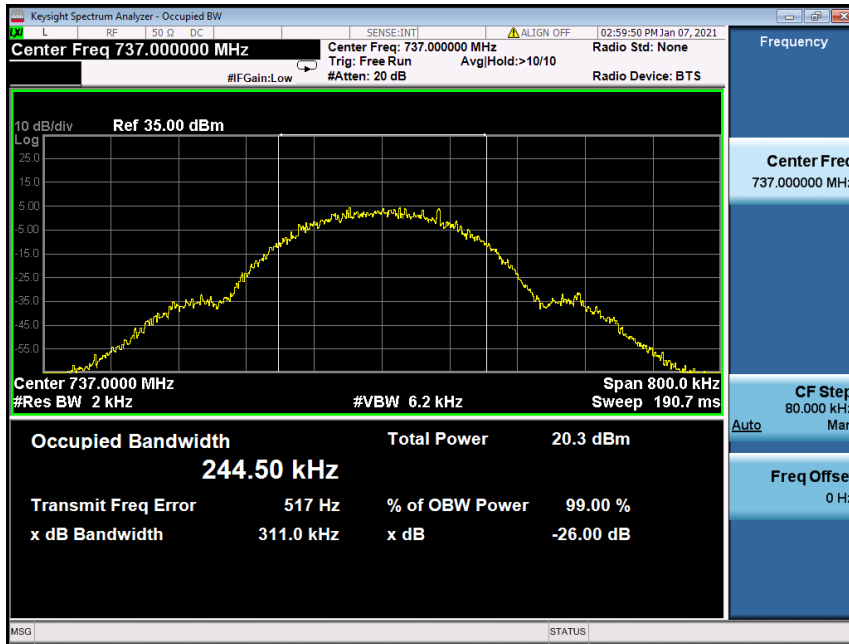 Keysight Spectrum Analyzer - Occupied BW
LXI L RF 50 Ω DC SENSE:INT ALIGN OFF 02:59:50 PM Jan 07, 2021
Center Freq 737.000000 MHz
Center Freq: 737.000000 MHz
Radio Std: None
Trig: Free Run Avg|Hold:>10/10
#IFGain:Low #Atten: 20 dB Radio Device: BTS
Frequency
10 dB/div Ref 35.00 dBm
Log
25.0
15.0
5.00
-5.00
-15.0
-25.0
-35.0
-45.0
-55.0
Center 737.0000 MHz Span 800.0 kHz
#Res BW 2 kHz #VBW 6.2 kHz Sweep 190.7 ms
Center Freq
737.000000 MHz
CF Step
80.000 kHz
Auto Man
Freq Offset
0 Hz
Occupied Bandwidth Total Power 20.3 dBm
244.50 kHz
Transmit Freq Error 517 Hz % of OBW Power 99.00 %
x dB Bandwidth 311.0 kHz x dB -26.00 dB
MSG STATUS